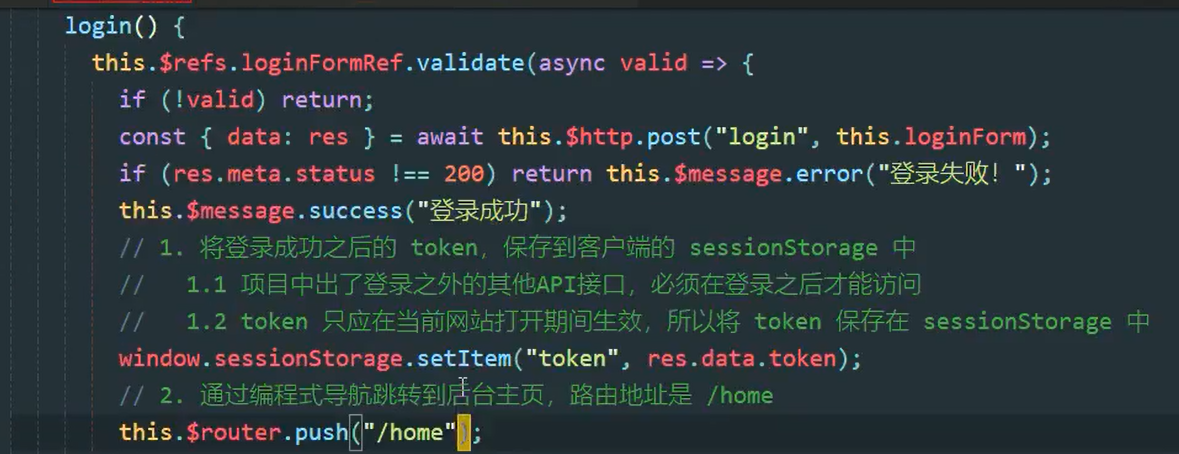 login() {
this.$refs.loginFormRef.validate(async valid => {
if (!valid) return;
const { data: res } = await this.$http.post("login", this.loginForm);
if (res.meta.status !== 200) return this.$message.error("登录失败！");
this.$message.success("登录成功");
// 1. 将登录成功之后的 token，保存到客户端的 sessionStorage 中
//   1.1 项目中出了登录之外的其他API接口，必须在登录之后才能访问
//   1.2 token 只应在当前网站打开期间生效，所以将 token 保存在 sessionStorage 中
window.sessionStorage.setItem("token", res.data.token);
// 2. 通过编程式导航跳转到后台主页，路由地址是 /home
this.$router.push("/home");